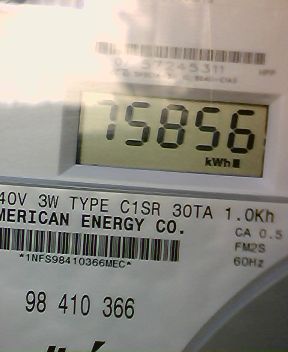 75856
kWh
40V 3W TYPE C1SR 30TA 1.0Kh
MERICAN ENERGY CO.
CA 0.5
FM2S
*1NFS98410366MEC*
60Hz
98 410 366